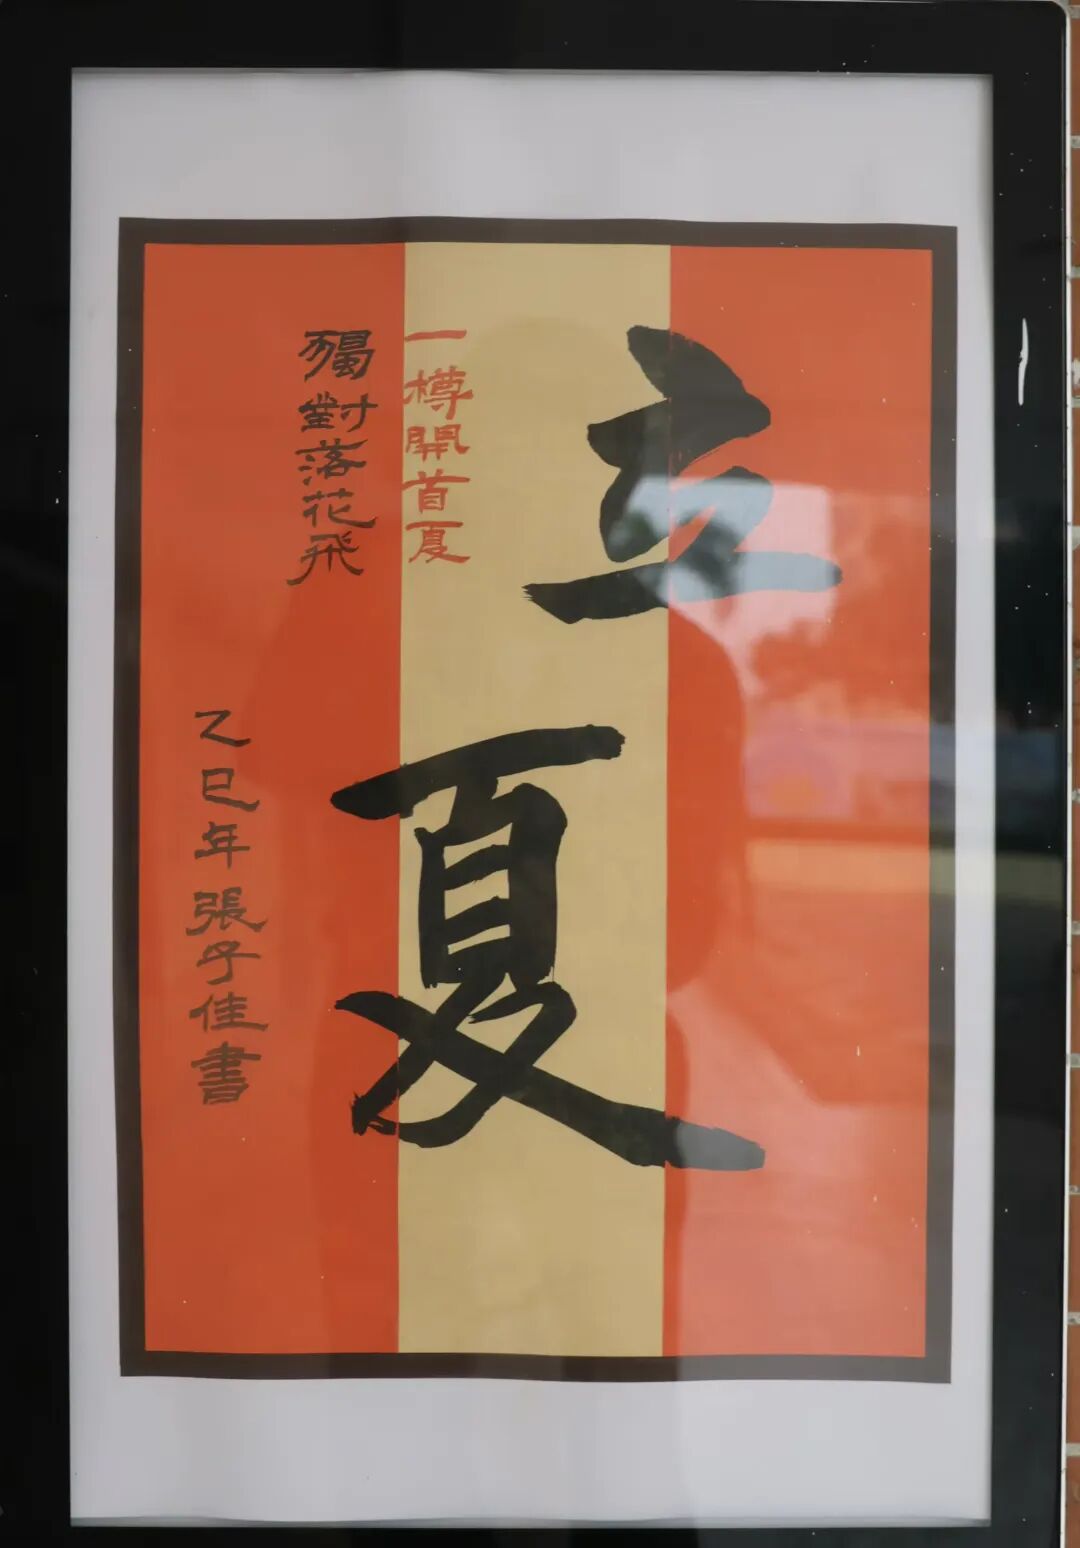 立夏
一樽開首夏
獨對落花飛
乙巳年張子佳書